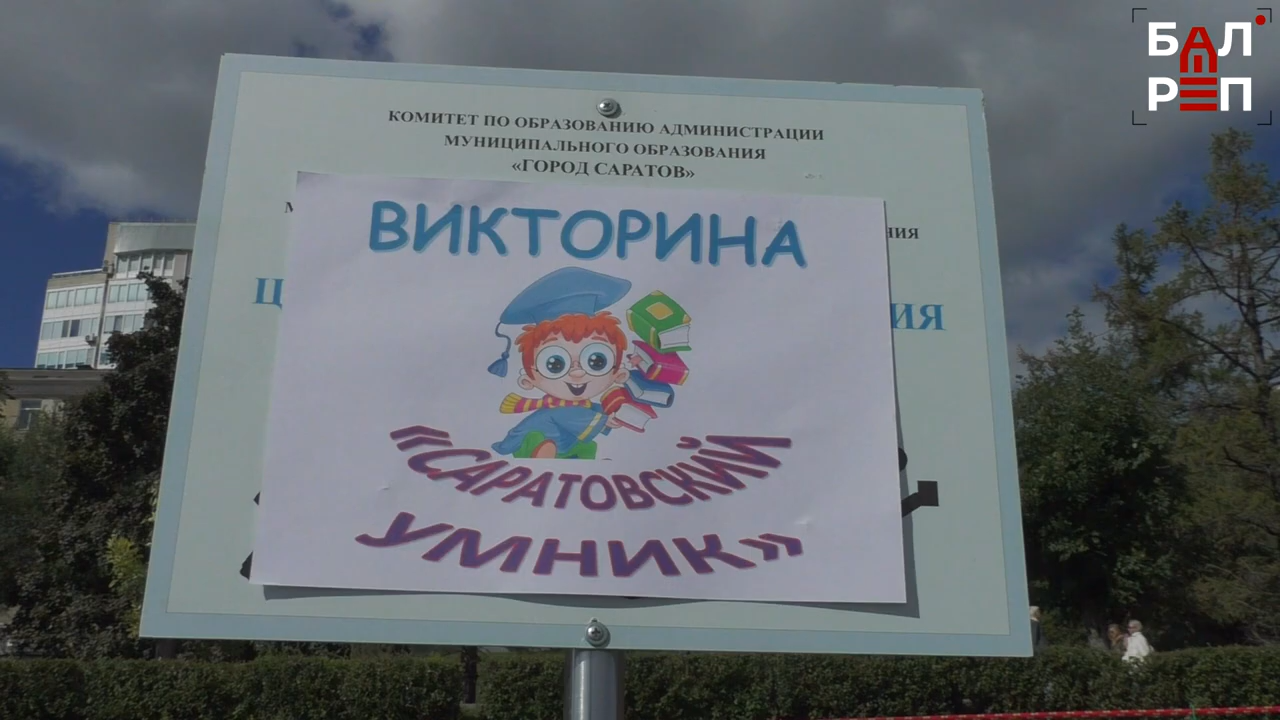 БАЛ
РЕП
КОМИТЕТ ПО ОБРАЗОВАНИЮ АДМИНИСТРАЦИИ
МУНИЦИПАЛЬНОГО ОБРАЗОВАНИЯ
«ГОРОД САРАТОВ»
ВИКТОРИНА
«САРАТОВСКИЙ
УМНИК»